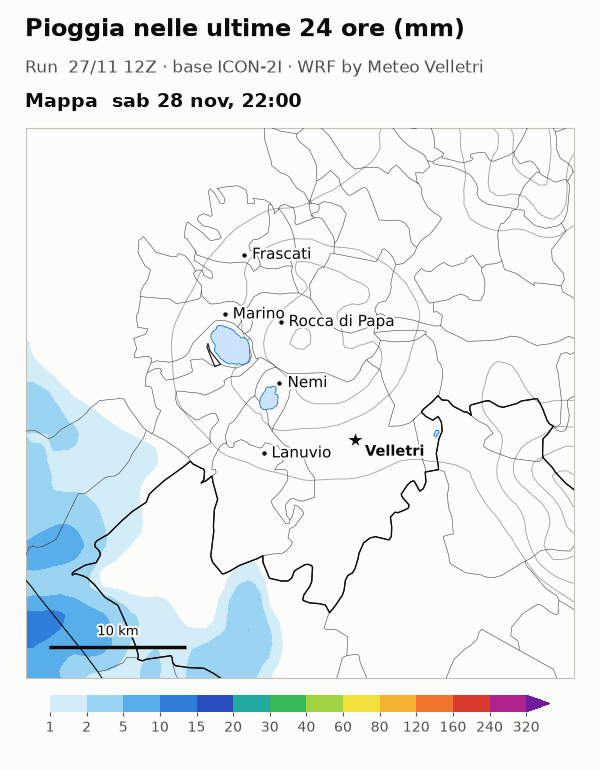 Pioggia nelle ultime 24 ore (mm)
Run  27/11 12Z · base ICON-2I · WRF by Meteo Velletri
Mappa  sab 28 nov, 22:00
Frascati
Marino
Rocca di Papa
Nemi
Velletri
Lanuvio
10 km
1 2 5 10 15 20 30 40 60 80 120 160 240 320